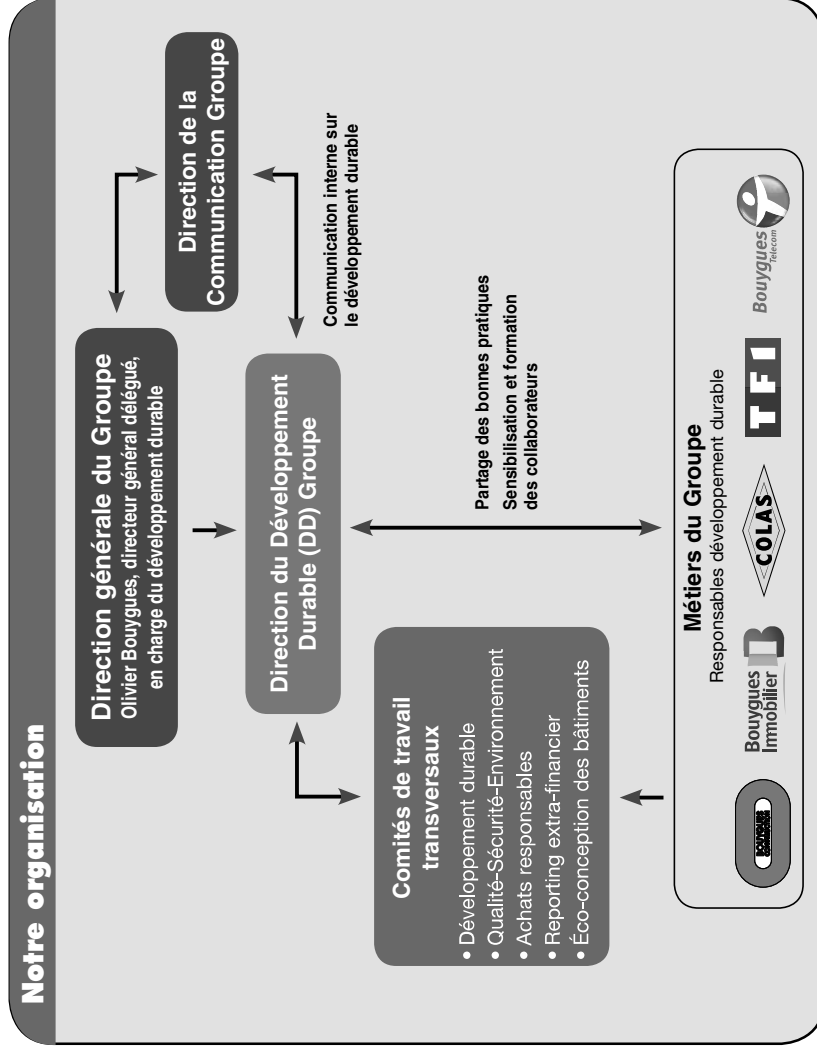 Notre organisation
Direction générale du Groupe
Olivier Bouygues, directeur général délégué,
en charge du développement durable
Direction de la
Communication Groupe
Direction du Développement
Durable (DD) Groupe
Communication interne sur
le développement durable
Comités de travail
transversaux
• Développement durable
• Qualité-Sécurité-Environnement
• Achats responsables
• Reporting extra-financier
• Éco-conception des bâtiments
Partage des bonnes pratiques
Sensibilisation et formation
des collaborateurs
Métiers du Groupe
Responsables développement durable
BOUYGUES
CONSTRUCTION
Bouygues
Immobilier
COLAS
TF1
Bouygues
Telecom